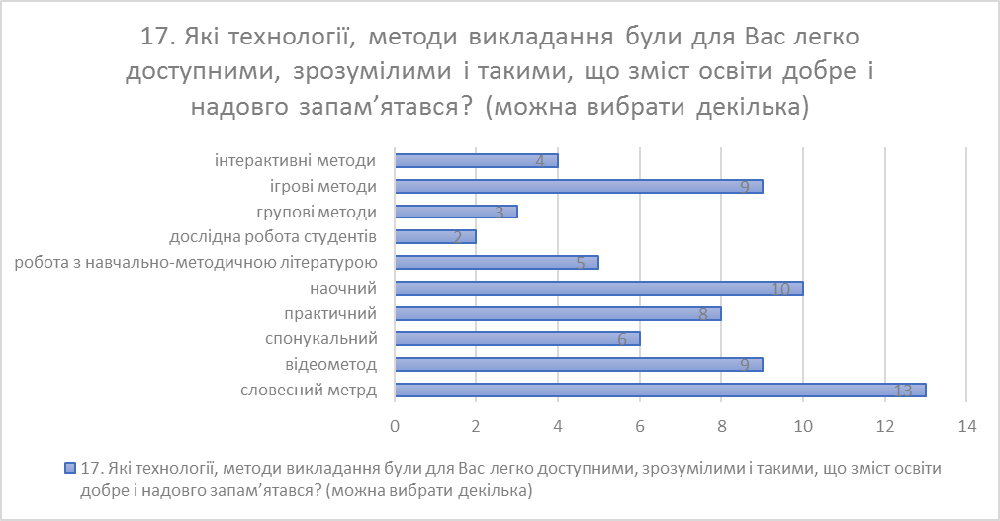 17. Які технології, методи викладання були для Вас легко
доступними, зрозумілими і такими, що зміст освіти добре і
надовго запам’ятався? (можна вибрати декілька)
інтерактивні методи 4
ігрові методи 9
групові методи 3
дослідна робота студентів 2
робота з навчально-методичною літературою 5
наочний 10
практичний 8
спонукальний 6
відеометод 9
словесний метрд 13
0 2 4 6 8 10 12 14
17. Які технології, методи викладання були для Вас легко доступними, зрозумілими і такими, що зміст освіти
добре і надовго запам’ятався? (можна вибрати декілька)